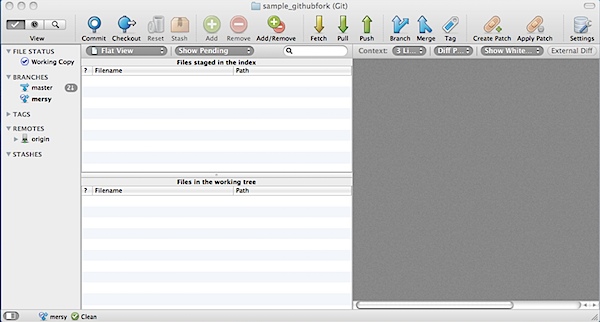 sample_githubfork (Git)
View Commit Checkout Reset Stash Add Remove Add/Remove Fetch Pull Push Branch Merge Tag Create Patch Apply Patch Settings
Flat View Show Pending Context: 3 Li... Diff P... Show White... External Diff
FILE STATUS
Working Copy
BRANCHES
master 21
mersy
TAGS
REMOTES
origin
STASHES
Files staged in the index
? Filename Path
Files in the working tree
? Filename Path
mersy Clean